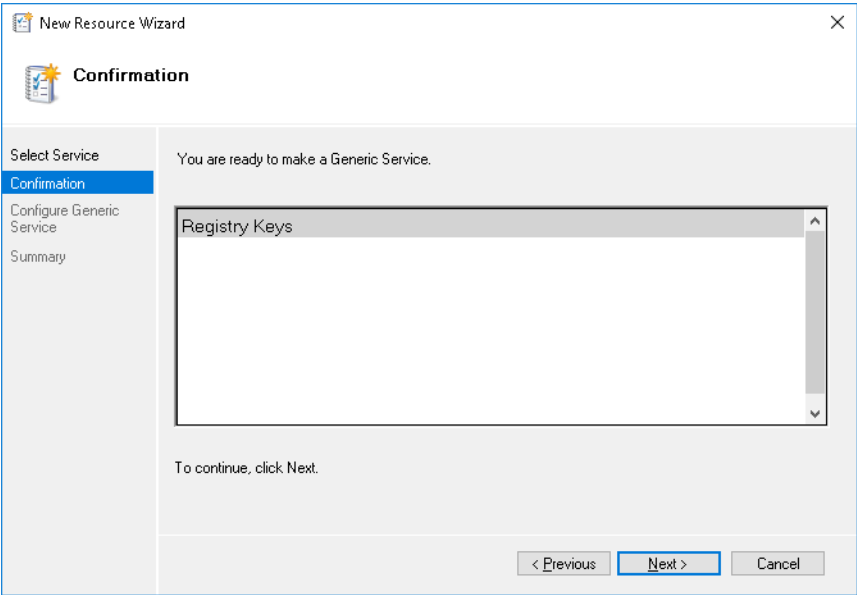 New Resource Wizard
Confirmation
Select Service
Confirmation
Configure Generic
Service
Summary
You are ready to make a Generic Service.
Registry Keys
To continue, click Next.
< Previous
Next >
Cancel